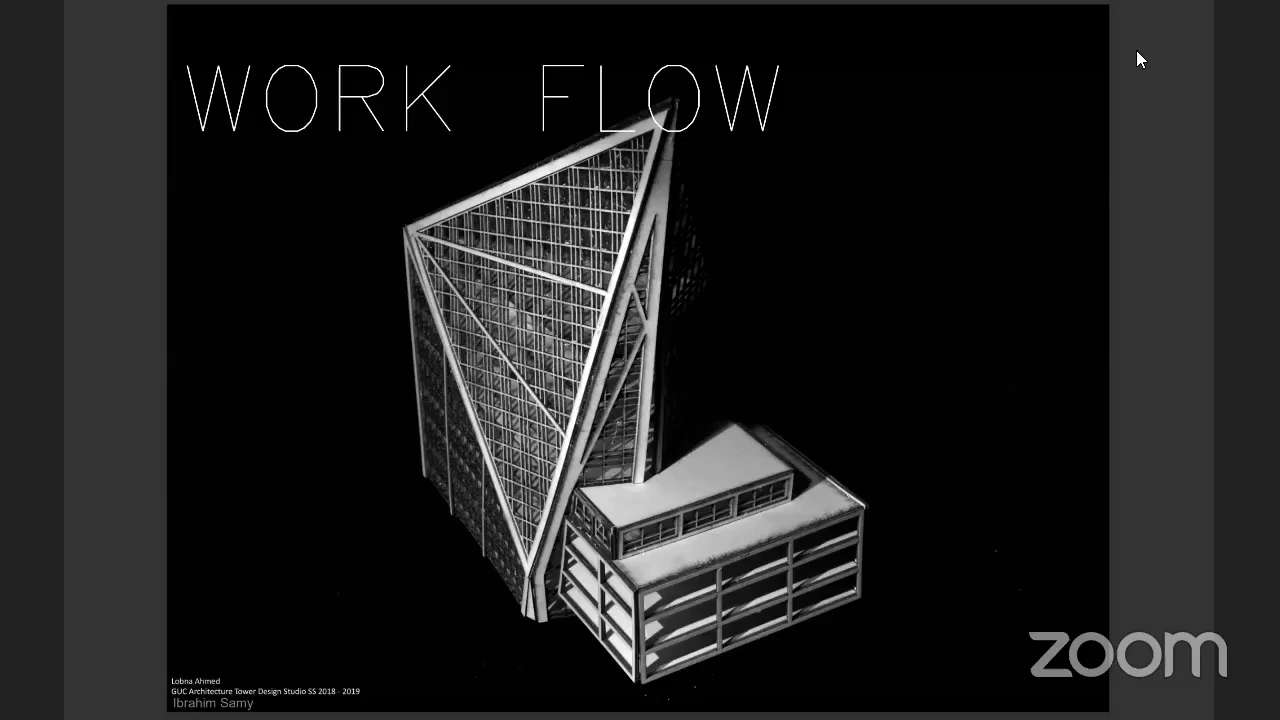 WORK FLOW
Lobna Ahmed
GUC Architecture Tower Design Studio SS 2018 - 2019
Ibrahim Samy
zoom